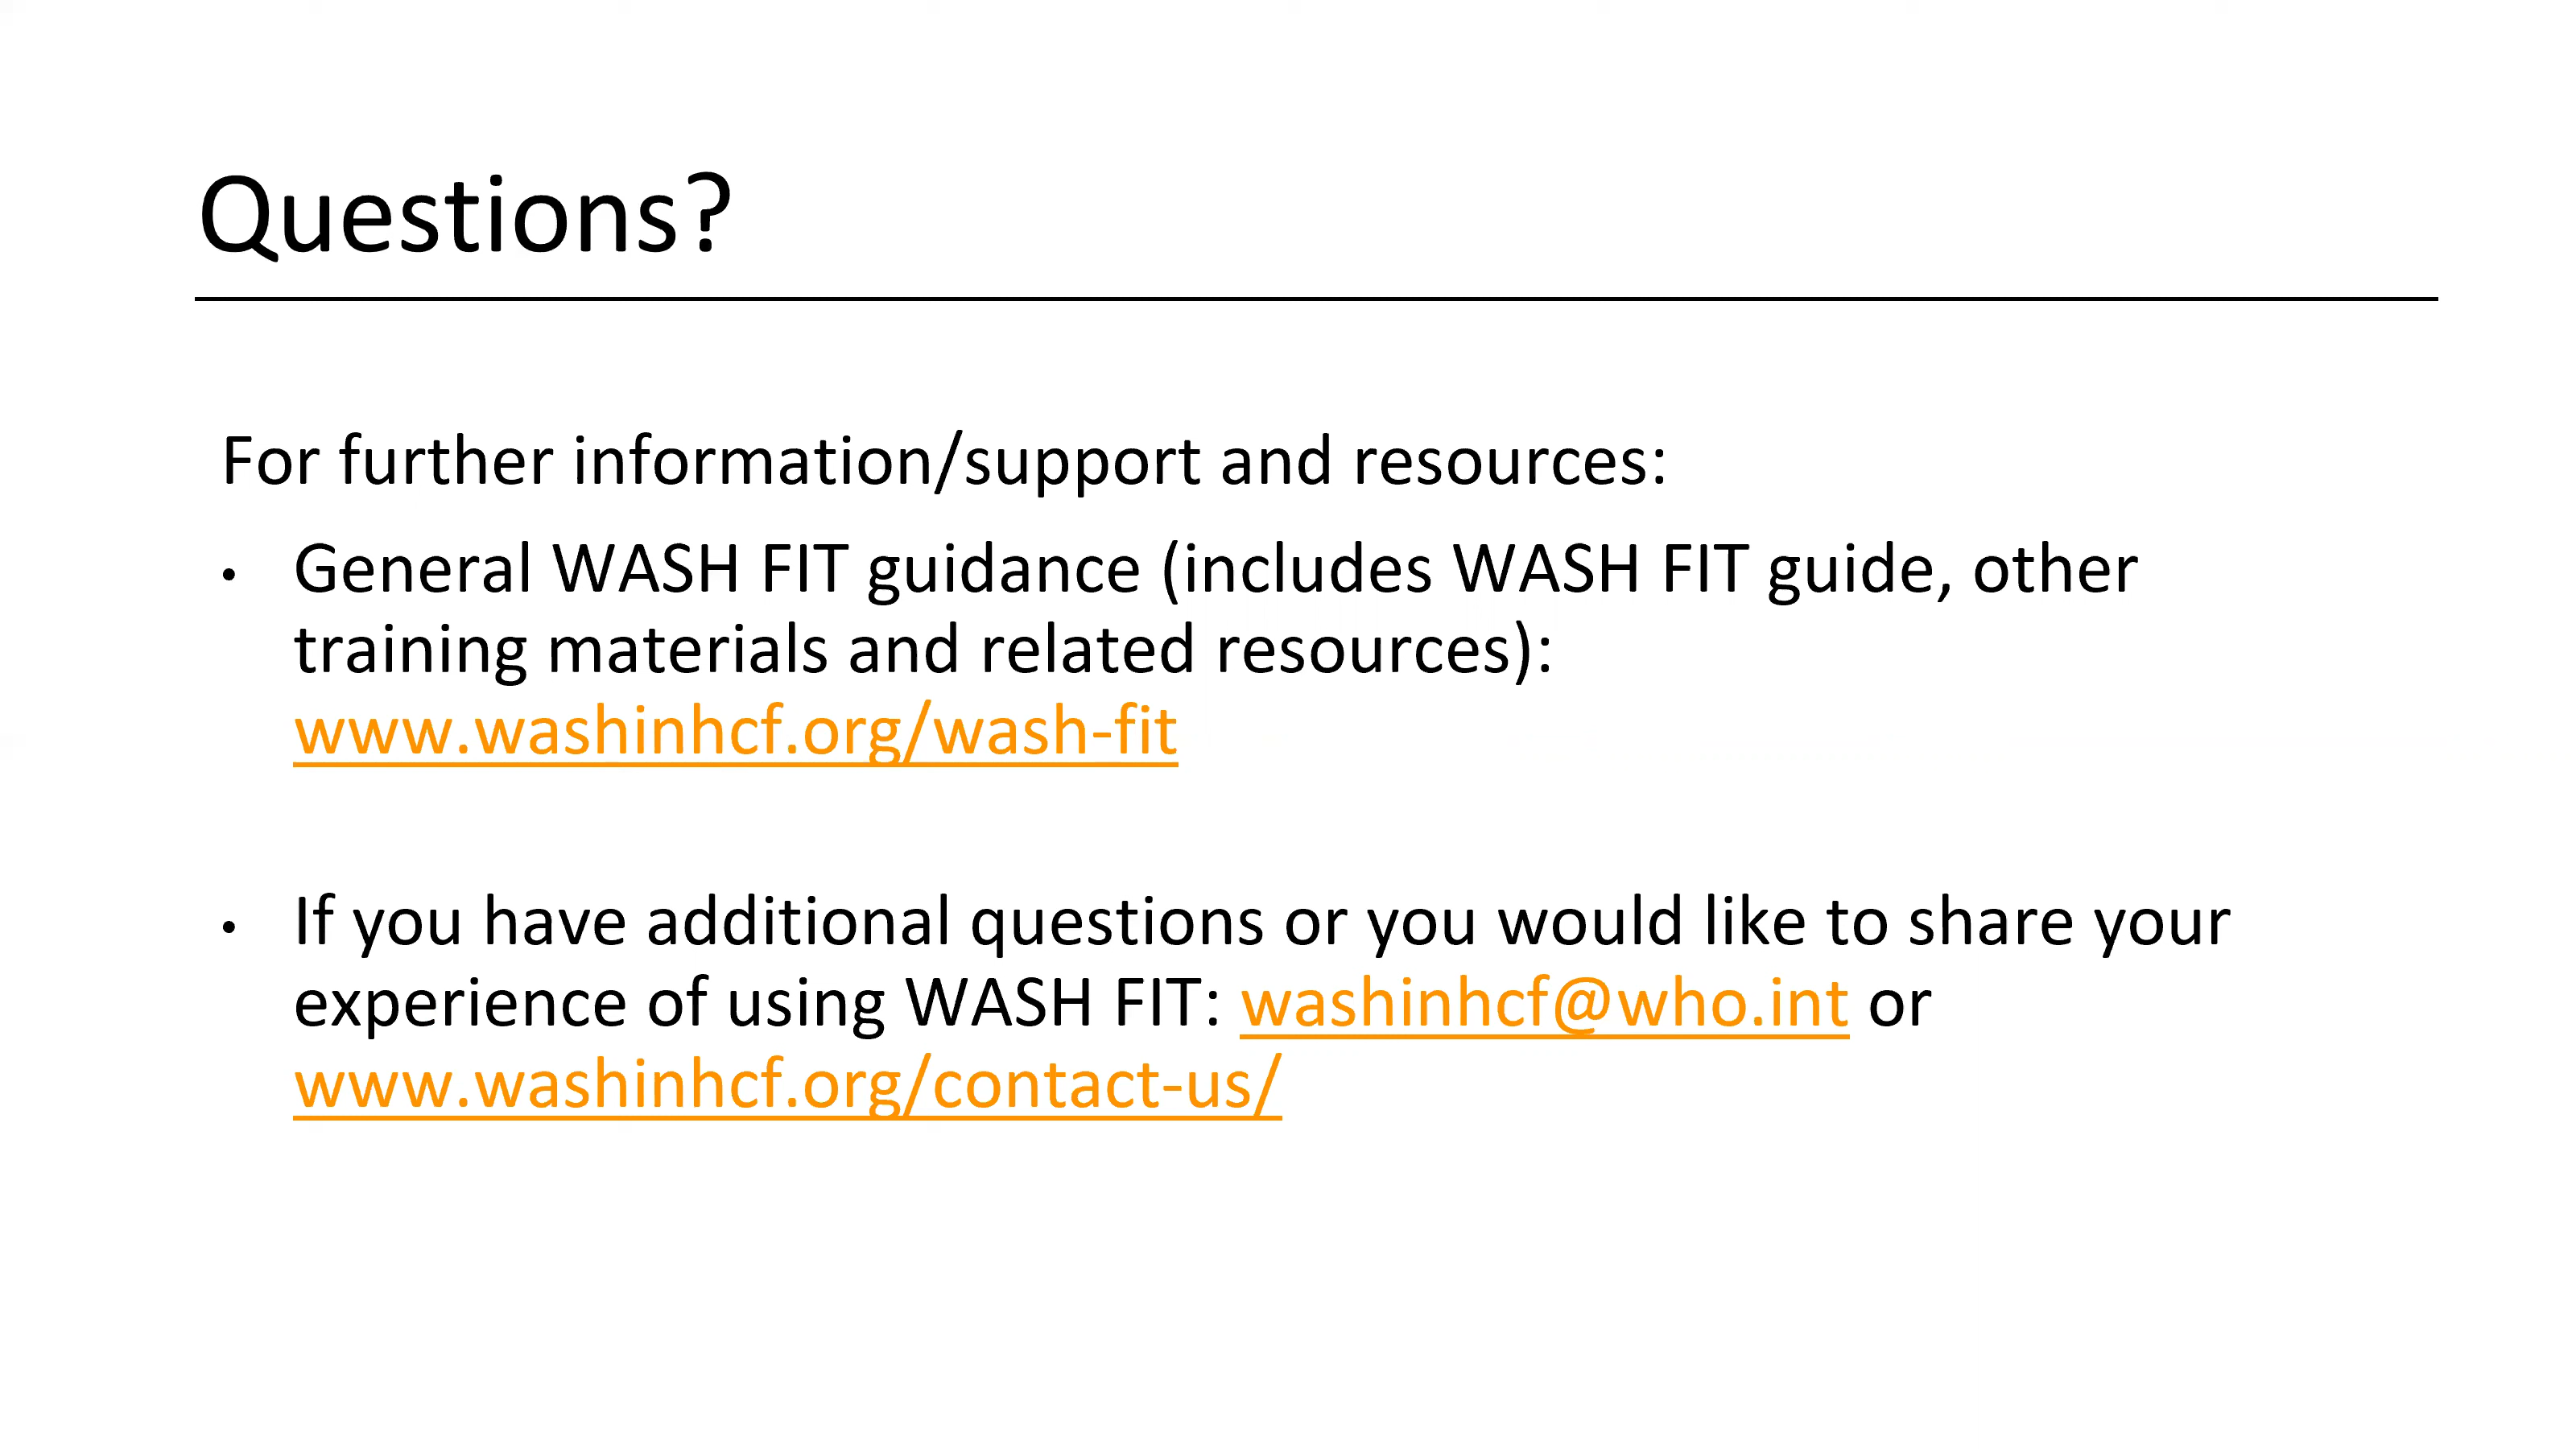 Questions?
For further information/support and resources:
• General WASH FIT guidance (includes WASH FIT guide, other
training materials and related resources):
www.washinhcf.org/wash-fit
• If you have additional questions or you would like to share your
experience of using WASH FIT: washinhcf@who.int or
www.washinhcf.org/contact-us/